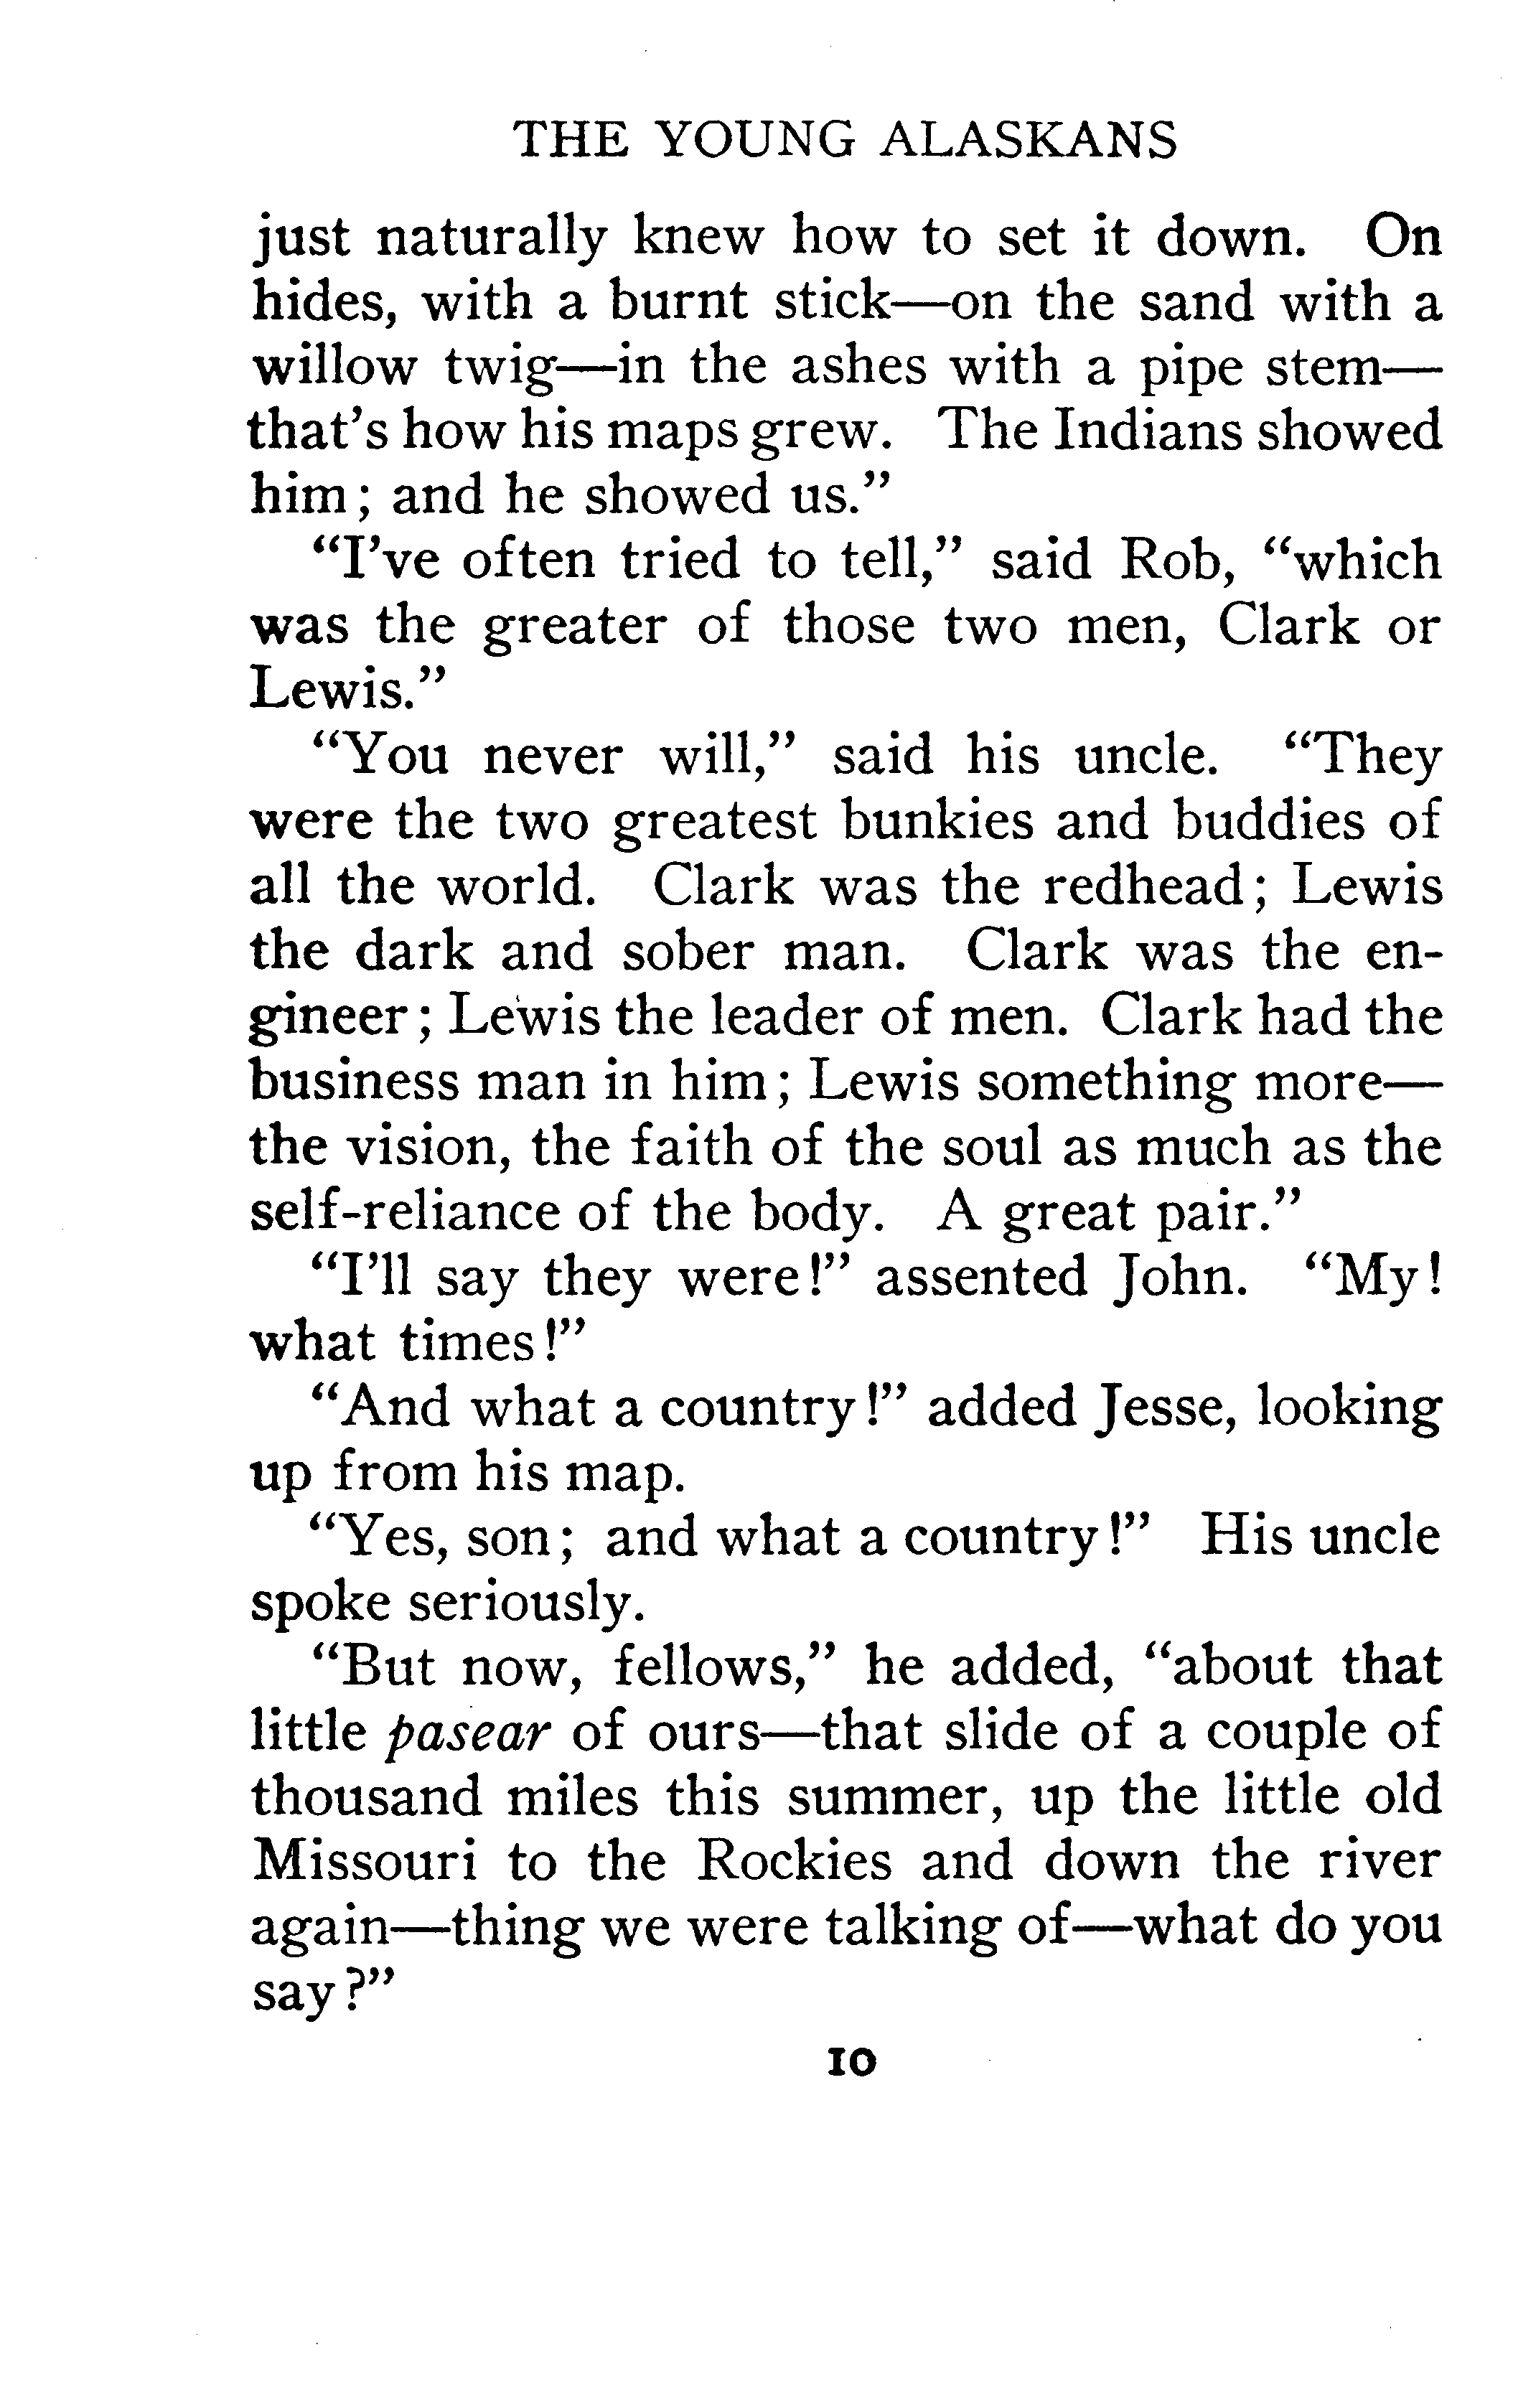 THE YOUNG ALASKANS
just naturally knew how to set it down. On
hides, with a burnt stick—on the sand with a
willow twig—in the ashes with a pipe stem—
that's how his maps grew. The Indians showed
him; and he showed us."
"I've often tried to tell," said Rob, "which
was the greater of those two men, Clark or
Lewis."
"You never will," said his uncle. "They
were the two greatest bunkies and buddies of
all the world. Clark was the redhead; Lewis
the dark and sober man. Clark was the en-
gineer; Lewis the leader of men. Clark had the
business man in him; Lewis something more—
the vision, the faith of the soul as much as the
self-reliance of the body. A great pair."
"I'll say they were!" assented John. "My!
what times!"
"And what a country!" added Jesse, looking
up from his map.
"Yes, son; and what a country!" His uncle
spoke seriously.
"But now, fellows," he added, "about that
little pasear of ours—that slide of a couple of
thousand miles this summer, up the little old
Missouri to the Rockies and down the river
again—thing we were talking of—what do you
say?"
10